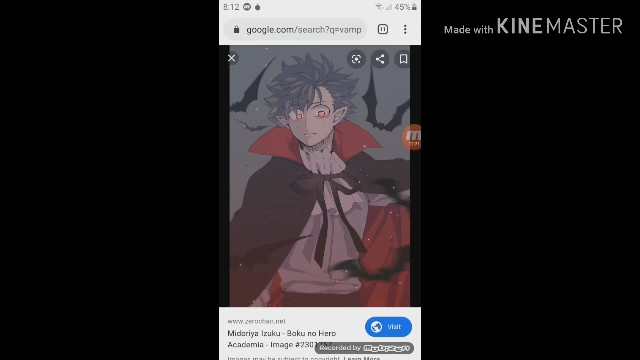 8:12
45%
google.com/search?q=vamp
11
Made with KINEMASTER
www.zerochan.net
Midoriya Izuku - Boku no Hero
Academia - Image
Visit
Recorded by
Images may be subject to copyright. Learn More